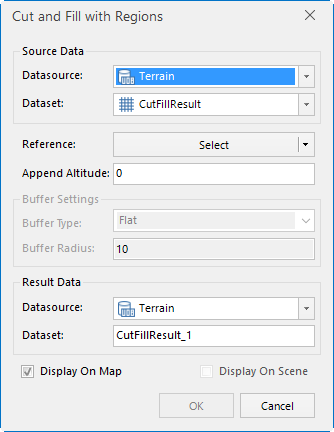 Cut and Fill with Regions
Source Data
Datasource: Terrain
Dataset: CutFillResult
Reference: Select
Append Altitude: 0
Buffer Settings
Buffer Type: Flat
Buffer Radius: 10
Result Data
Datasource: Terrain
Dataset: CutFillResult_1
Display On Map Display On Scene
OK Cancel